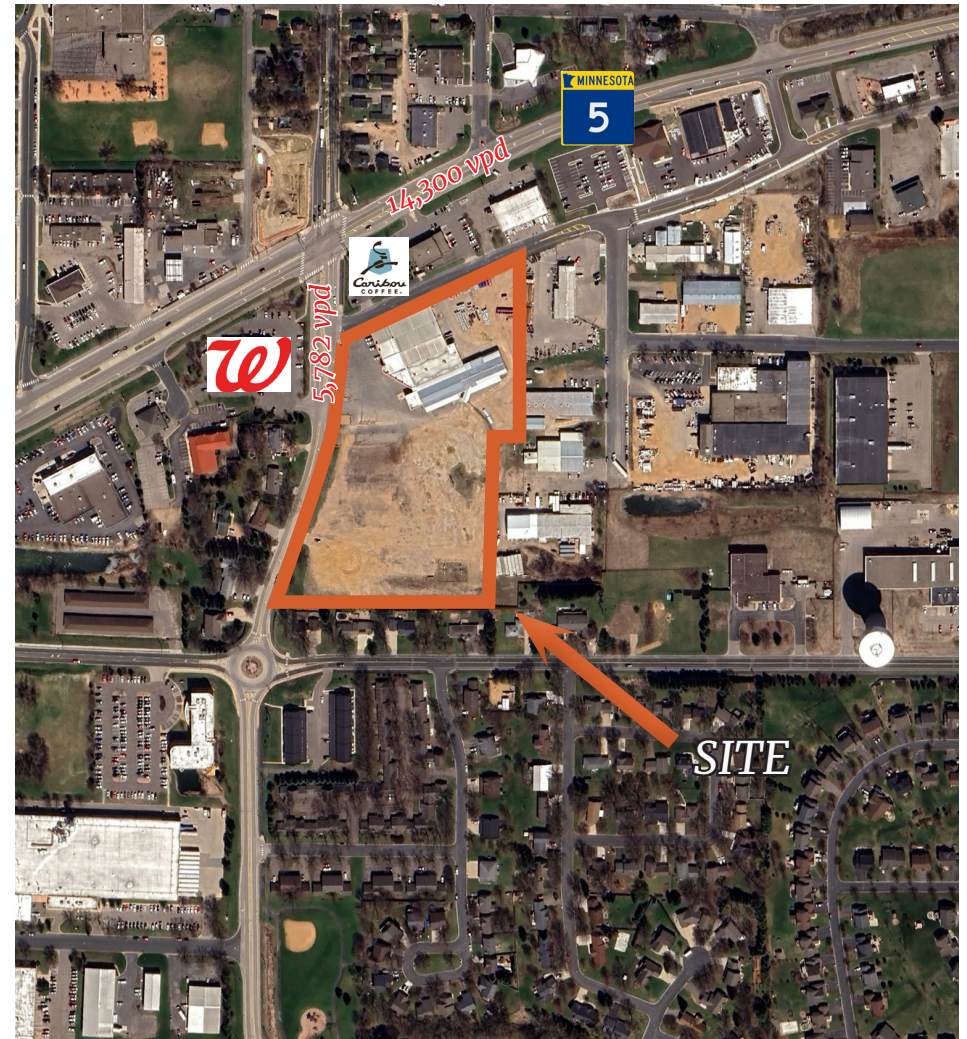 MINNESOTA
5
14,300 vpd
Caribou
COFFEE.
5,782 vpd
W
SITE